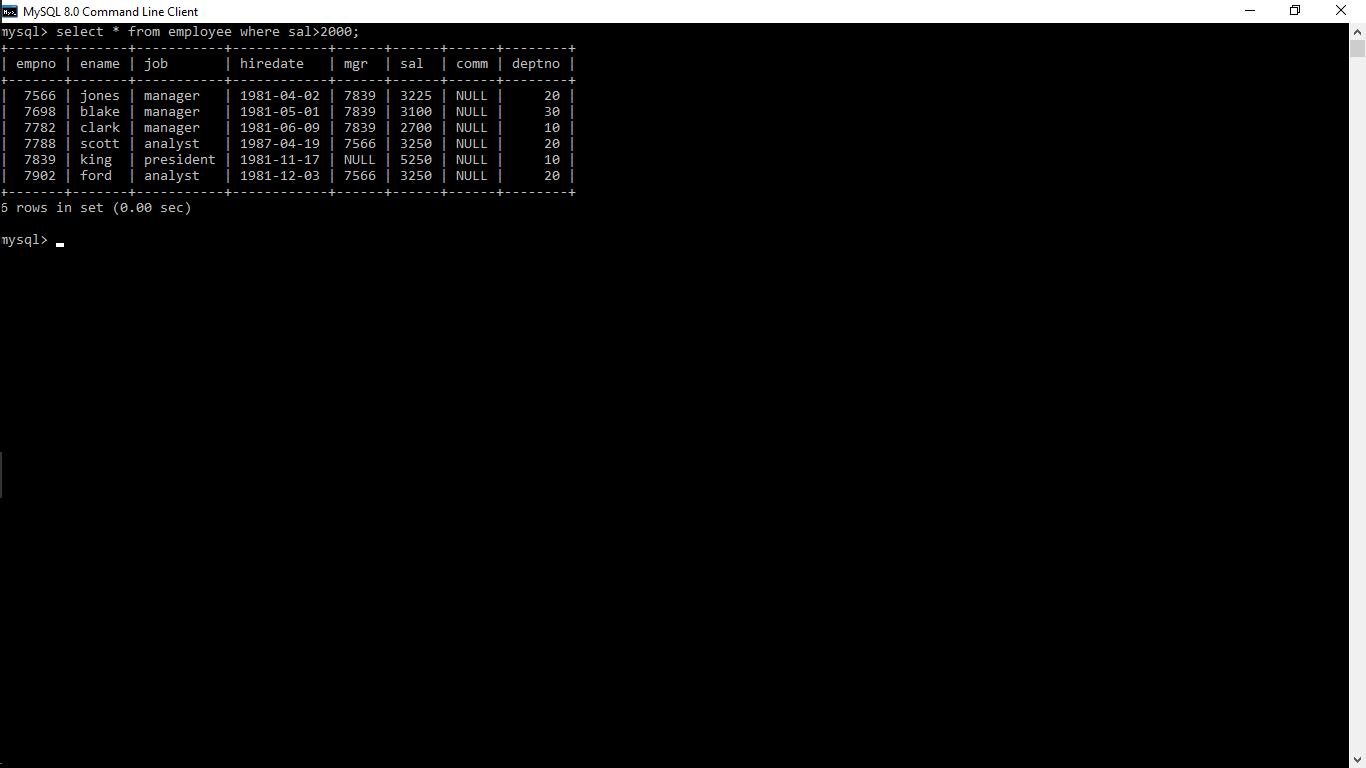 MySQL 8.0 Command Line Client
mysql> select * from employee where sal>2000;
+-------+-------+-----------+------------+------+------+------+--------+
| empno | ename | job       | hiredate   | mgr  | sal  | comm | deptno |
+-------+-------+-----------+------------+------+------+------+--------+
|  7566 | jones | manager   | 1981-04-02 | 7839 | 3225 | NULL |     20 |
|  7698 | blake | manager   | 1981-05-01 | 7839 | 3100 | NULL |     30 |
|  7782 | clark | manager   | 1981-06-09 | 7839 | 2700 | NULL |     10 |
|  7788 | scott | analyst   | 1987-04-19 | 7566 | 3250 | NULL |     20 |
|  7839 | king  | president | 1981-11-17 | NULL | 5250 | NULL |     10 |
|  7902 | ford  | analyst   | 1981-12-03 | 7566 | 3250 | NULL |     20 |
+-------+-------+-----------+------------+------+------+------+--------+
6 rows in set (0.00 sec)
mysql>